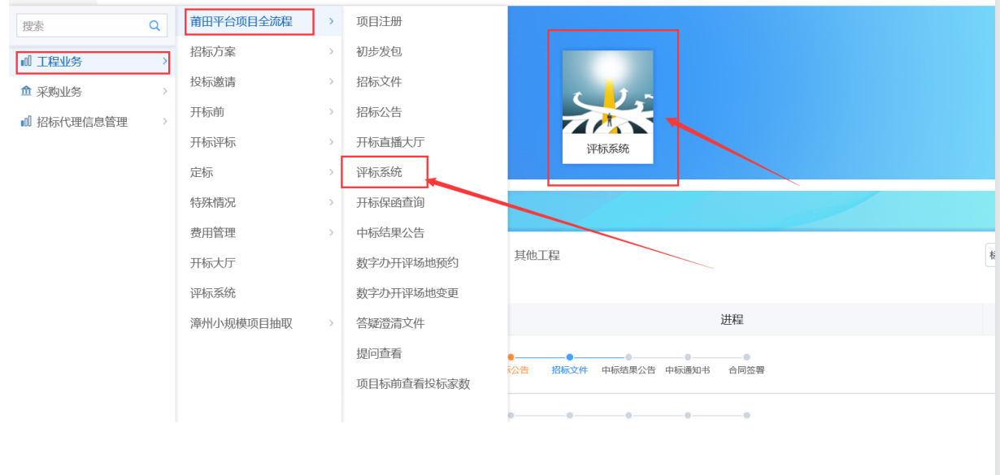 搜索
工程业务
采购业务
招标代理信息管理
莆田平台项目全流程
招标方案
投标邀请
开标前
开标评标
定标
特殊情况
费用管理
开标大厅
评标系统
漳州小规模项目抽取
项目注册
初步发包
招标文件
招标公告
开标直播大厅
评标系统
开标保函查询
中标结果公告
数字办开评场地预约
数字办开评场地变更
答疑澄清文件
提问查看
项目标前查看投标家数
评标系统
其他工程
进程
公告
招标文件
中标结果公告
中标通知书
合同签署